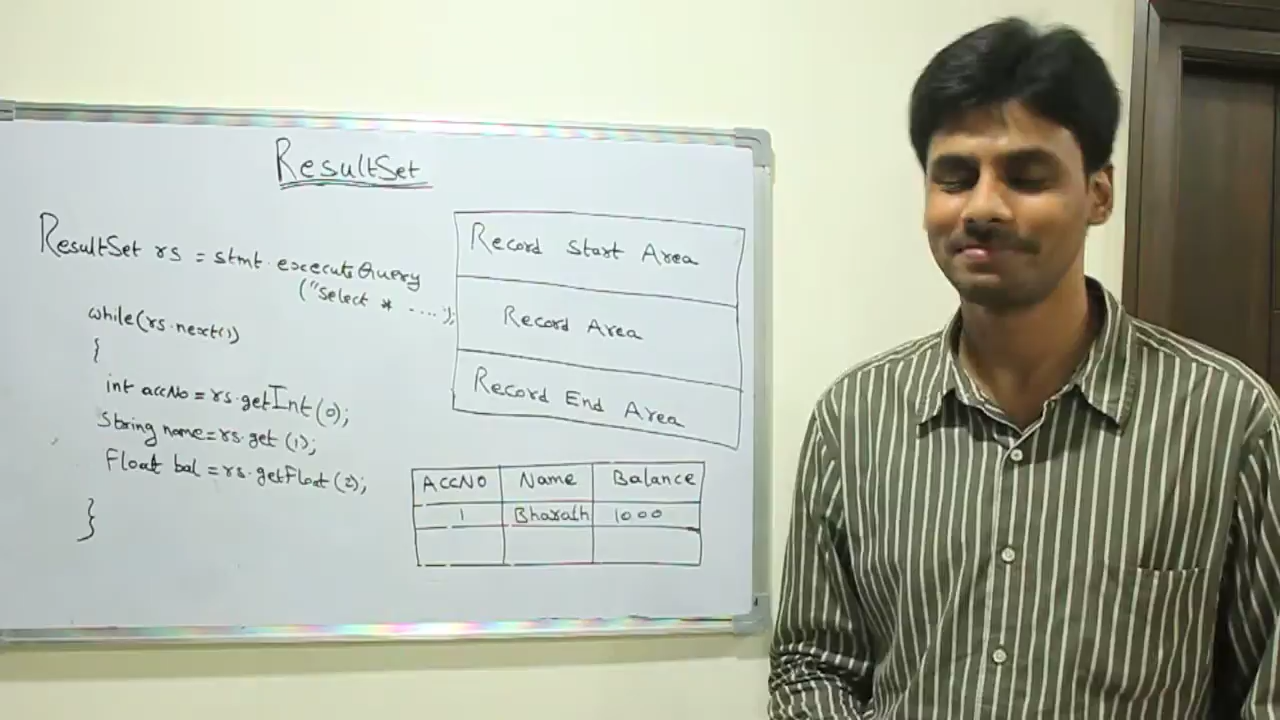 ResultSet
ResultSet rs = stmt.executeQuery
("Select * ....);
while(rs.next())
{
int accNo = rs.getInt(0);
String name = rs.get (1);
Float bal = rs.getFloat (2);
}
Record Start Area
Record Area
Record End Area
AccNo Name Balance
1 Bharath 1000